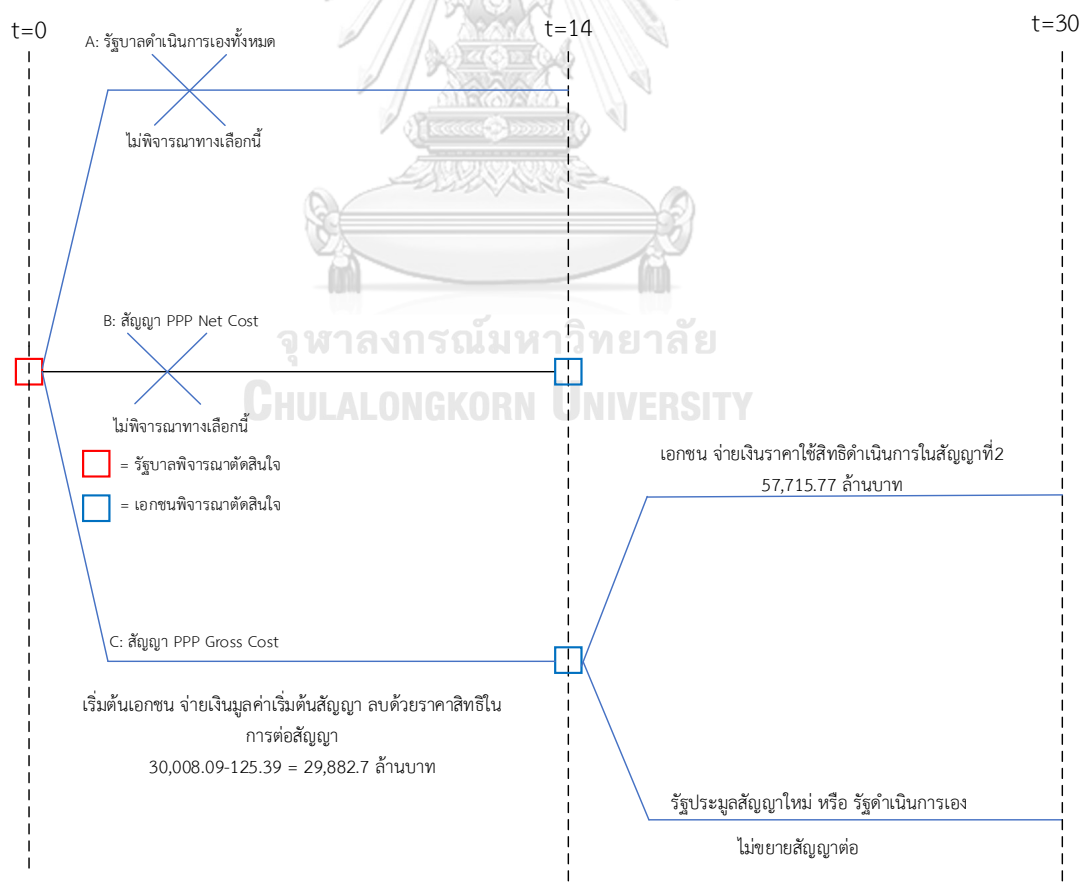 t=0
t=14
t=30
A: รัฐบาลดำเนินการเองทั้งหมด
ไม่พิจารณาทางเลือกนี้
B: สัญญา PPP Net Cost
จุฬาลงกรณ์มหาวิทยาลัย
CHULALONGKORN UNIVERSITY
ไม่พิจารณาทางเลือกนี้
= รัฐบาลพิจารณาตัดสินใจ
= เอกชนพิจารณาตัดสินใจ
เอกชน จ่ายเงินราคาใช้สิทธิดำเนินการในสัญญาที่2
57,715.77 ล้านบาท
C: สัญญา PPP Gross Cost
เริ่มต้นเอกชน จ่ายเงินมูลค่าเริ่มต้นสัญญา ลบด้วยราคาสิทธิใน
การต่อสัญญา
30,008.09-125.39 = 29,882.7 ล้านบาท
รัฐประมูลสัญญาใหม่ หรือ รัฐดำเนินการเอง
ไม่ขยายสัญญาต่อ